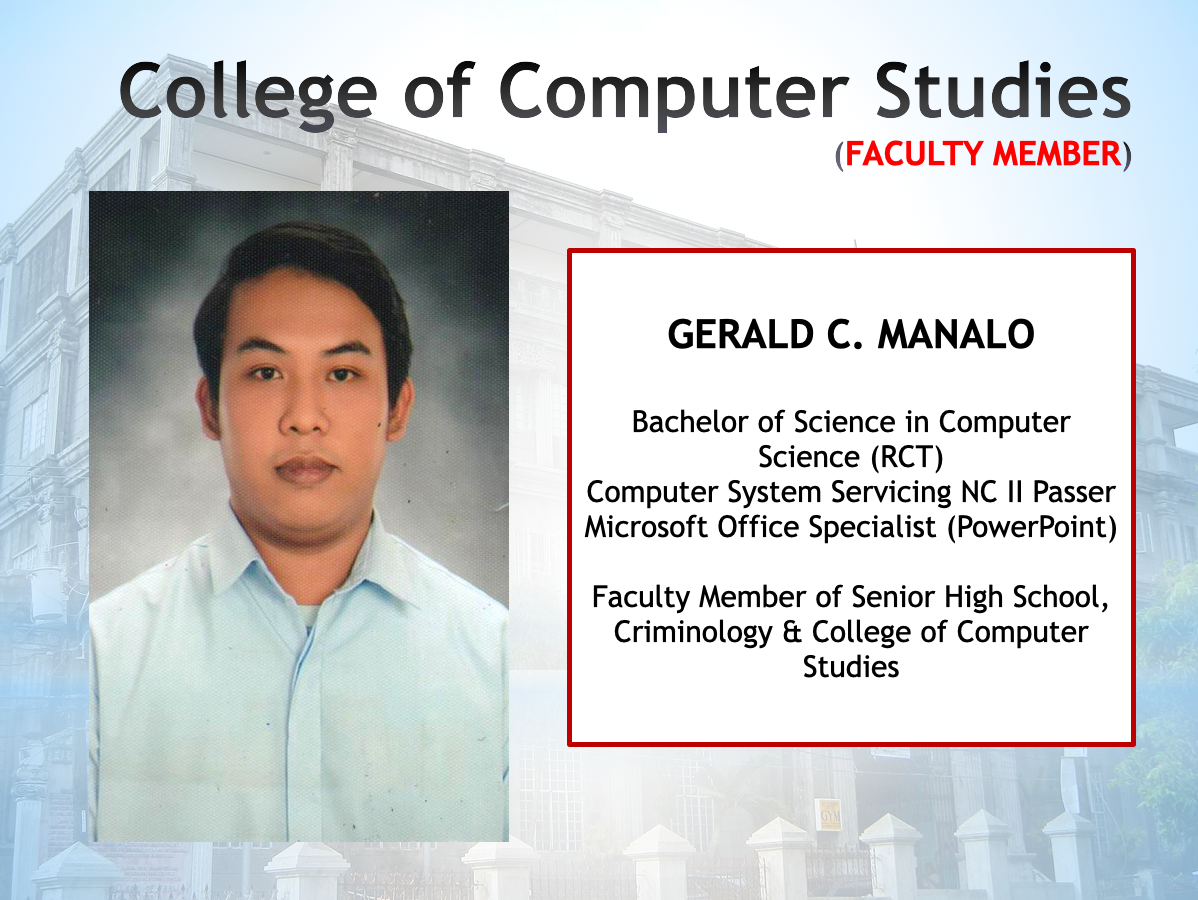 College of Computer Studies
(FACULTY MEMBER)
GERALD C. MANALO
Bachelor of Science in Computer
Science (RCT)
Computer System Servicing NC II Passer
Microsoft Office Specialist (PowerPoint)
Faculty Member of Senior High School,
Criminology & College of Computer
Studies
GYM